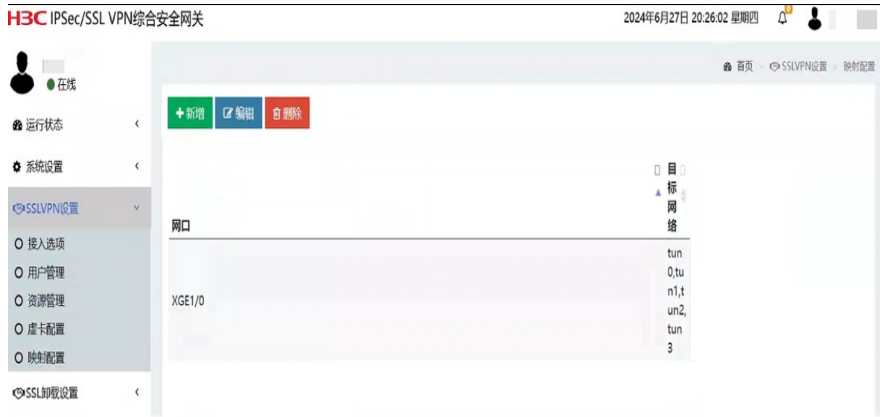 H3C IPSec/SSL VPN综合安全网关
2024年6月27日 20:26:02 星期四
0
在线
首页 > SSLVPN设置 > 映射配置
运行状态
系统设置
SSLVPN设置
接入选项
用户管理
资源管理
虚卡配置
映射配置
SSL卸载设置
新增 编辑 删除
网口
目
标
网
络
XGE1/0
tun
0,tu
n1,t
un2,
tun
3